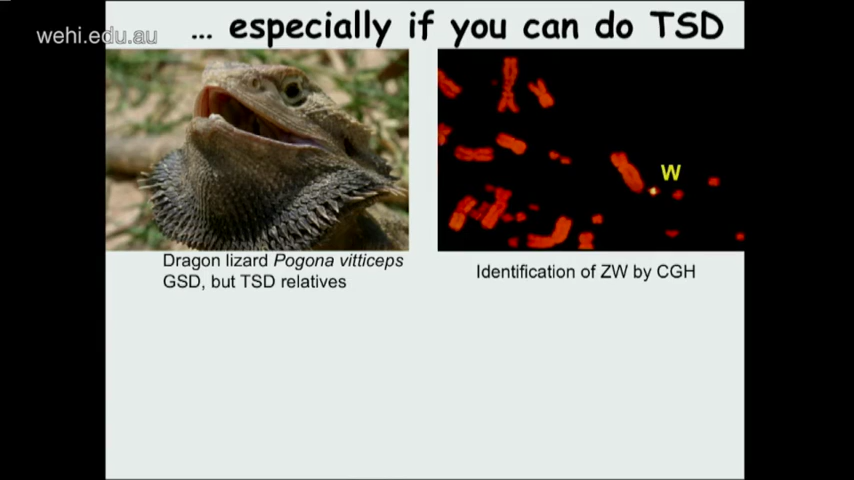 wehi.edu.au
... especially if you can do TSD
W
Dragon lizard Pogona vitticeps
GSD, but TSD relatives
Identification of ZW by CGH